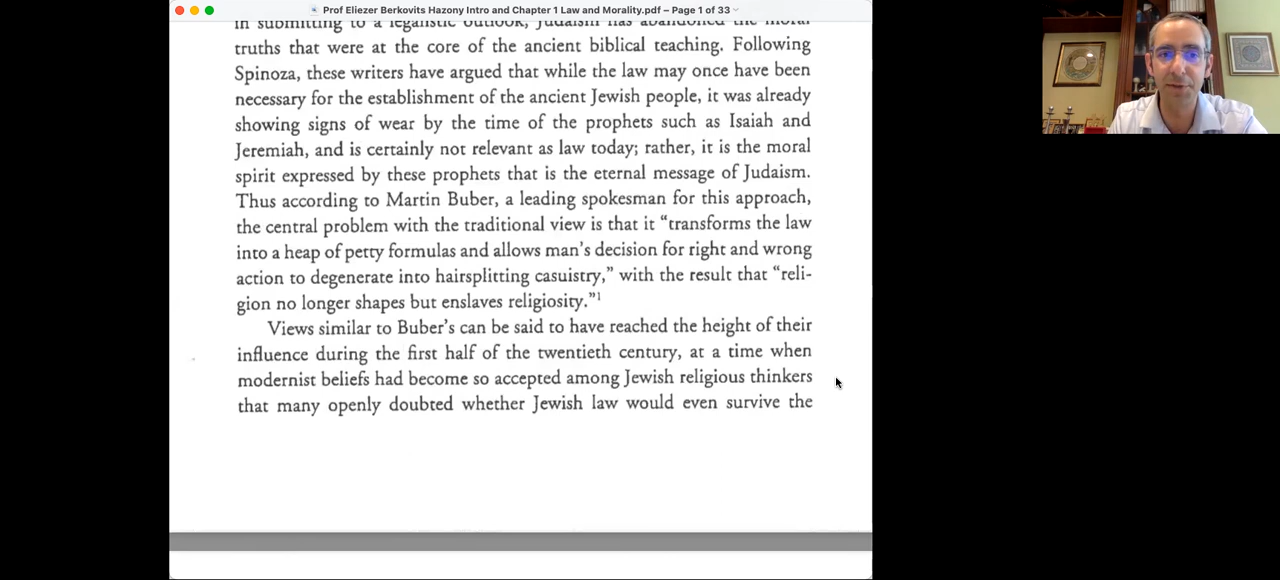 Prof Eliezer Berkovits Hazony Intro and Chapter 1 Law and Morality.pdf – Page 1 of 33
in submitting to a legalistic outlook, Judaism has abandoned the moral
truths that were at the core of the ancient biblical teaching. Following
Spinoza, these writers have argued that while the law may once have been
necessary for the establishment of the ancient Jewish people, it was already
showing signs of wear by the time of the prophets such as Isaiah and
Jeremiah, and is certainly not relevant as law today; rather, it is the moral
spirit expressed by these prophets that is the eternal message of Judaism.
Thus according to Martin Buber, a leading spokesman for this approach,
the central problem with the traditional view is that it “transforms the law
into a heap of petty formulas and allows man’s decision for right and wrong
action to degenerate into hairsplitting casuistry,” with the result that “reli-
gion no longer shapes but enslaves religiosity.”1
Views similar to Buber’s can be said to have reached the height of their
influence during the first half of the twentieth century, at a time when
modernist beliefs had become so accepted among Jewish religious thinkers
that many openly doubted whether Jewish law would even survive the